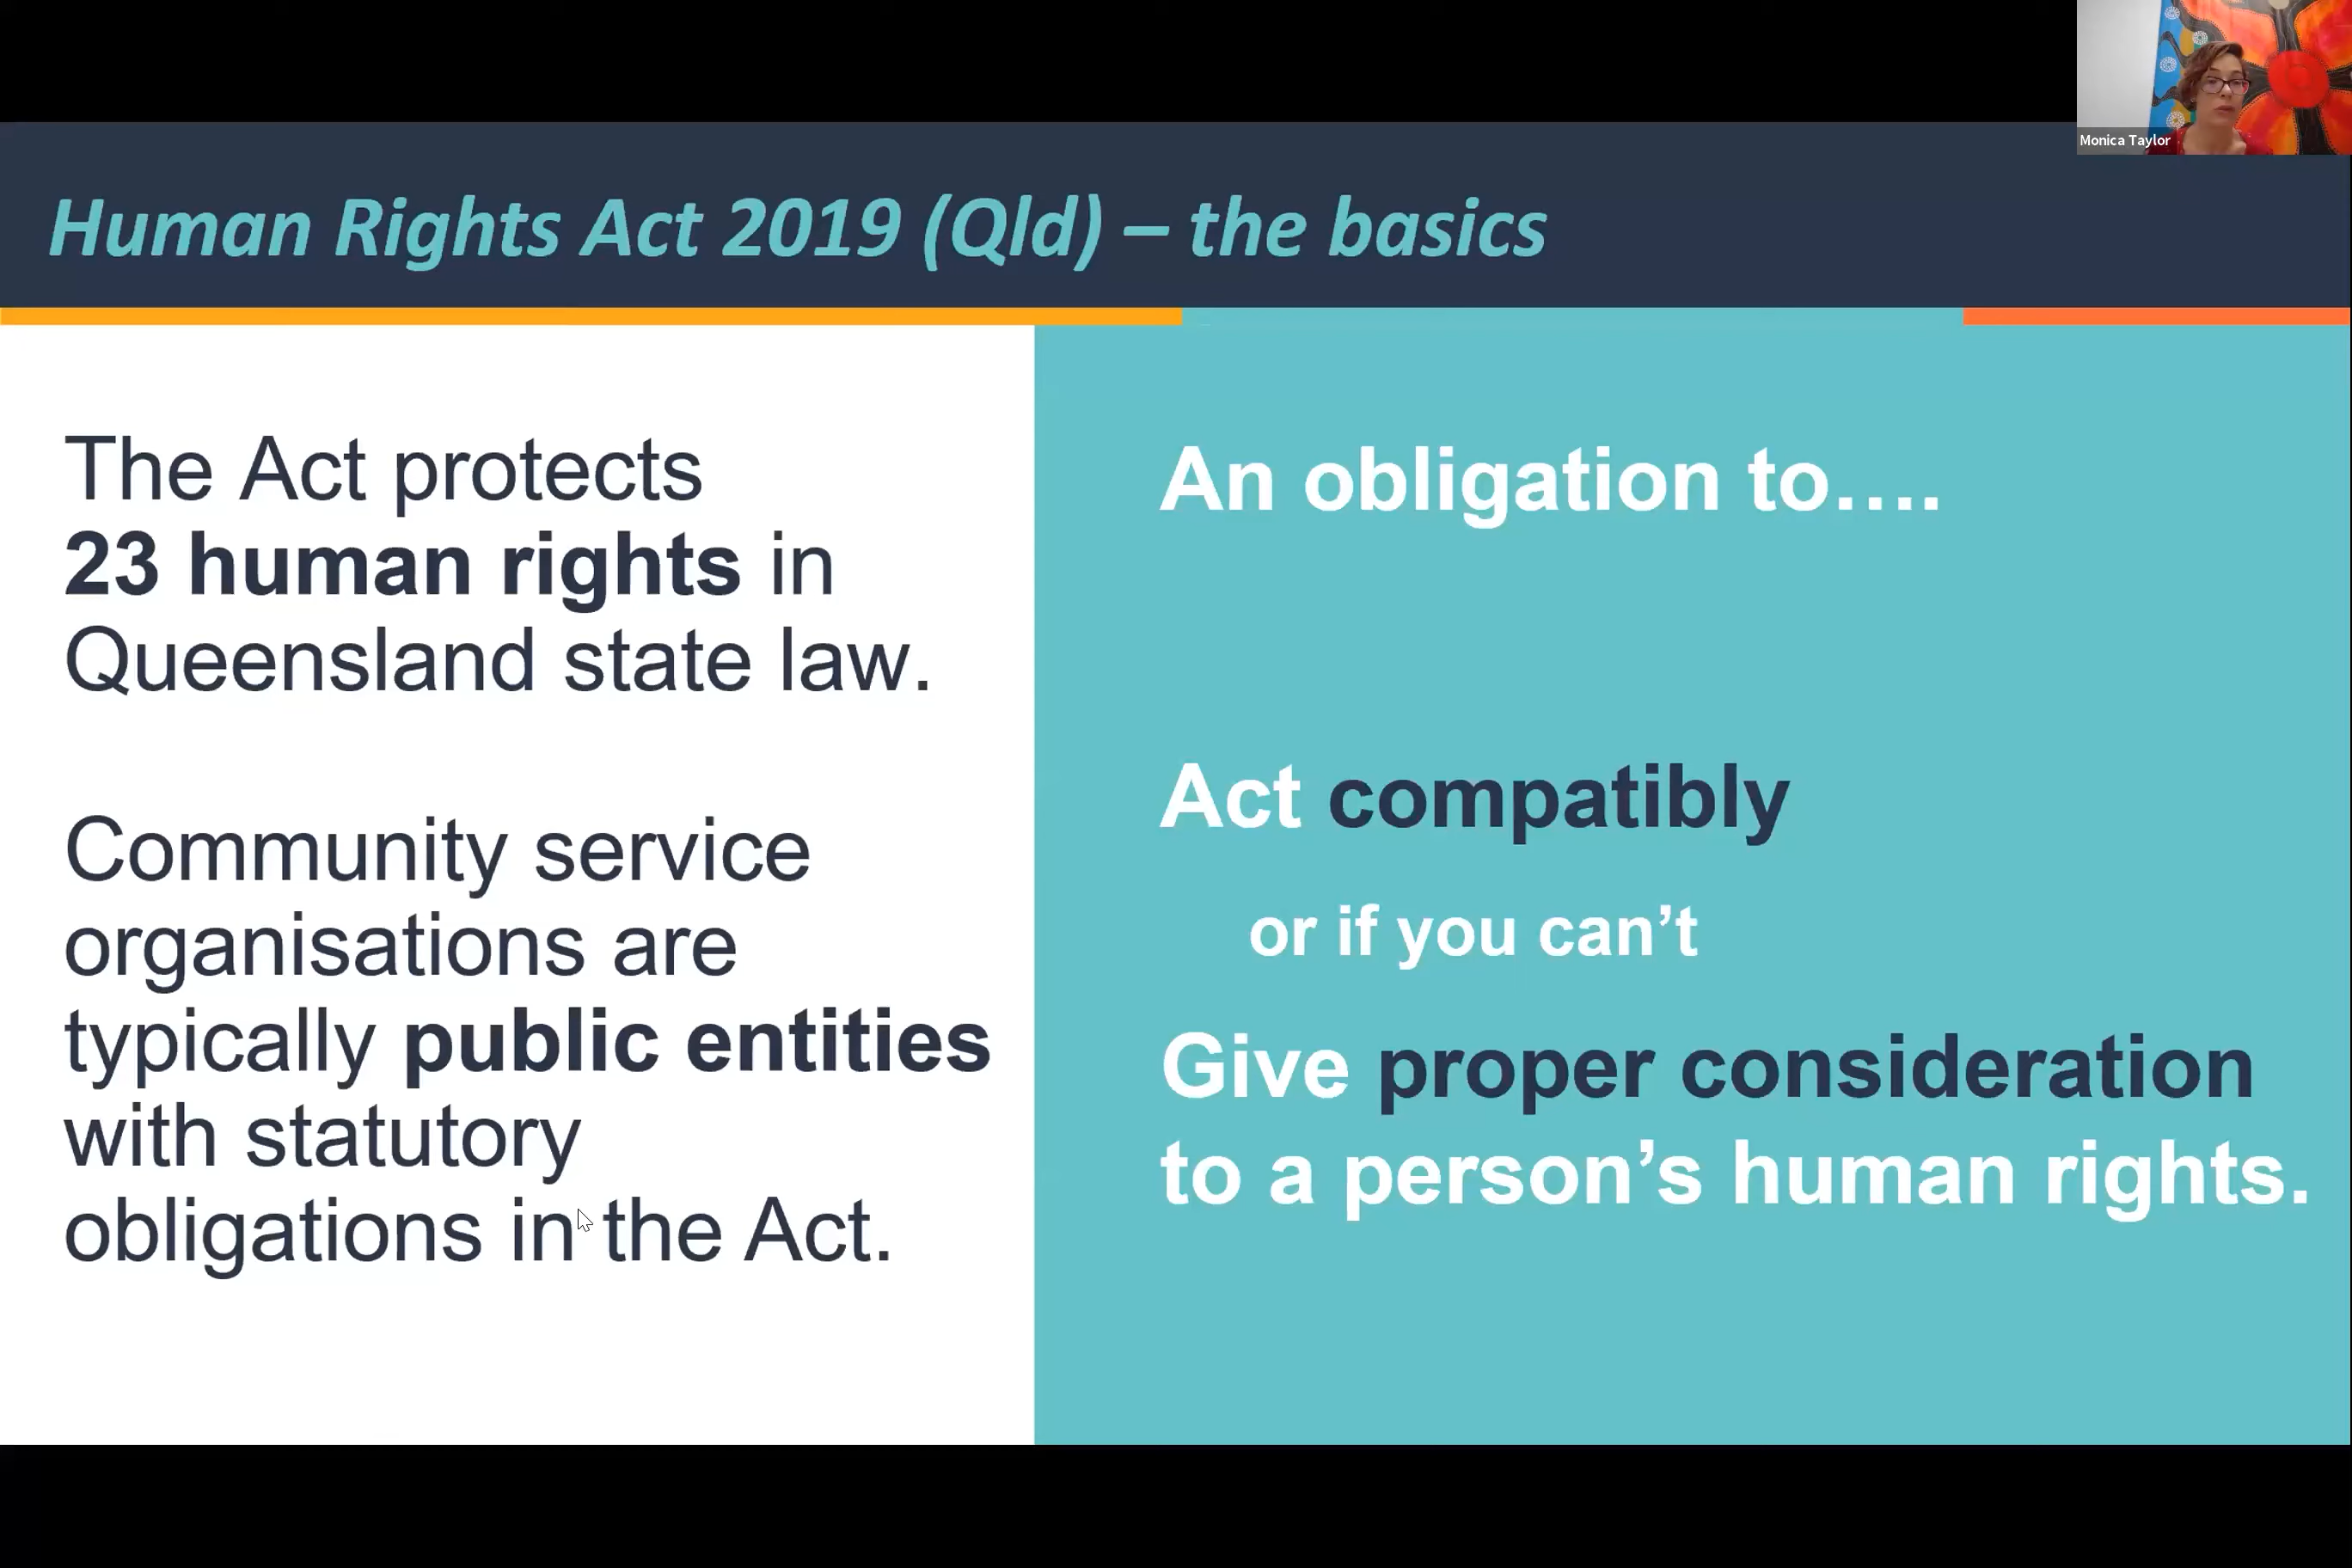 Monica Taylor
Human Rights Act 2019 (Qld) – the basics
The Act protects
23 human rights in
Queensland state law.
Community service
organisations are
typically public entities
with statutory
obligations in the Act.
An obligation to....
Act compatibly
or if you can’t
Give proper consideration
to a person’s human rights.